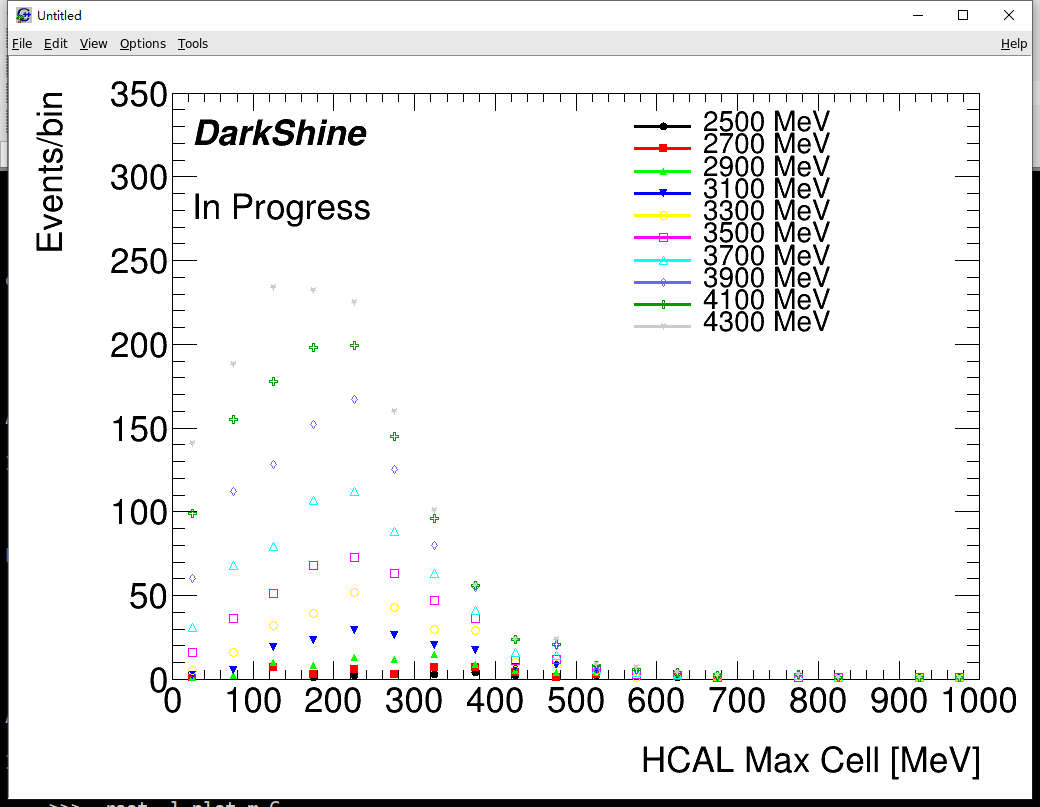 Untitled
File Edit View Options Tools Help
Events/bin
350
300
250
200
150
100
50
0
DarkShine
In Progress
2500 MeV
2700 MeV
2900 MeV
3100 MeV
3300 MeV
3500 MeV
3700 MeV
3900 MeV
4100 MeV
4300 MeV
0 100 200 300 400 500 600 700 800 900 1000
HCAL Max Cell [MeV]